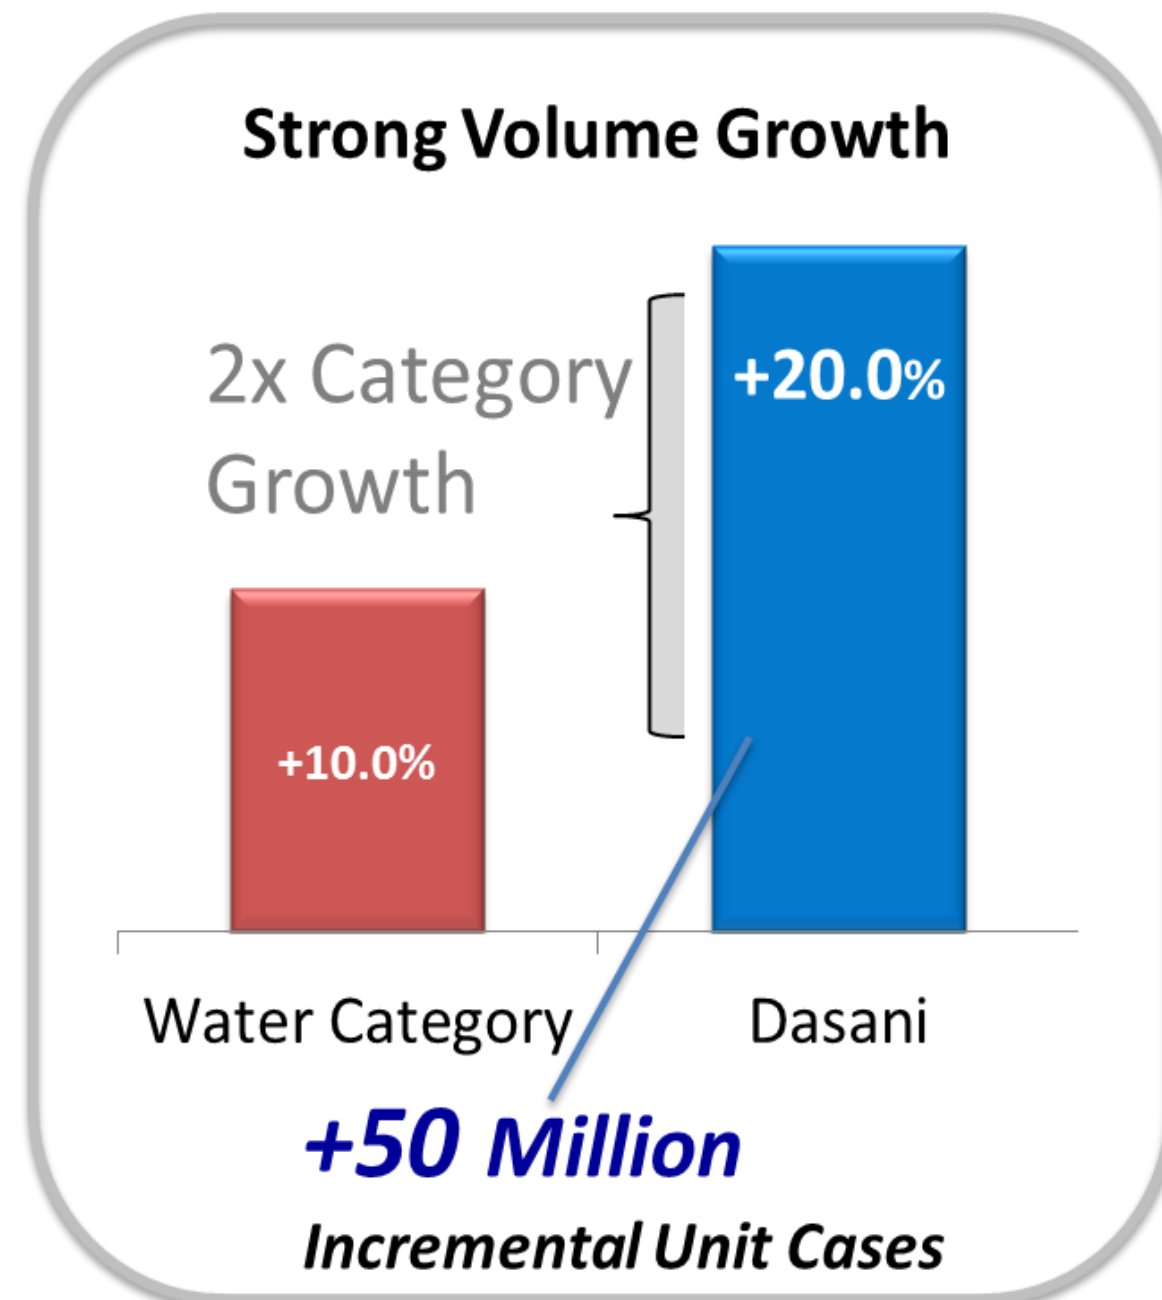 Strong Volume Growth
2x Category
Growth
+20.0%
+10.0%
Water Category
Dasani
+50 Million
Incremental Unit Cases